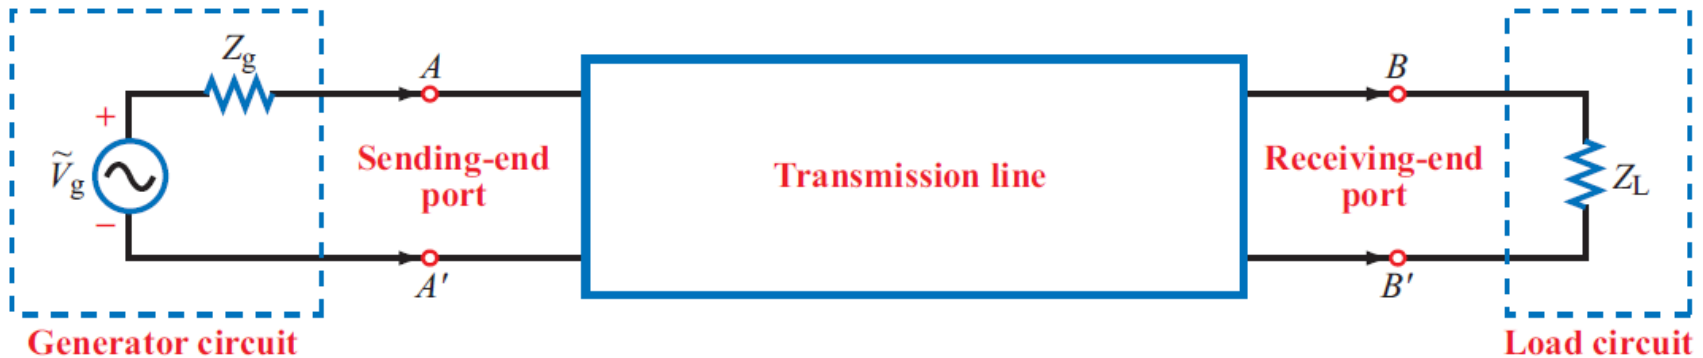 Z_g
A
B
+
Ṽ_g
−
Sending-end
port
Transmission line
Receiving-end
port
Z_L
A′
B′
Generator circuit
Load circuit